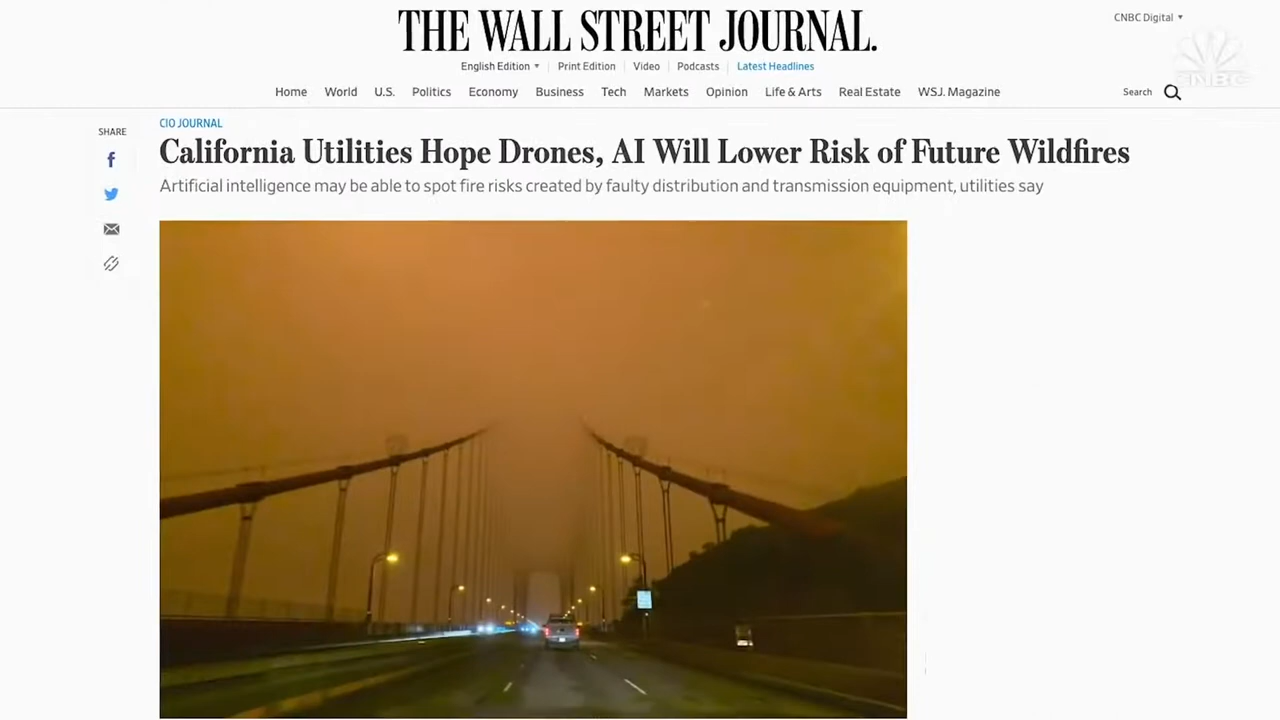 THE WALL STREET JOURNAL.
CNBC Digital
CNBC
English Edition
Print Edition
Video
Podcasts
Latest Headlines
Home
World
U.S.
Politics
Economy
Business
Tech
Markets
Opinion
Life & Arts
Real Estate
WSJ. Magazine
Search
SHARE
CIO JOURNAL
California Utilities Hope Drones, AI Will Lower Risk of Future Wildfires
Artificial intelligence may be able to spot fire risks created by faulty distribution and transmission equipment, utilities say